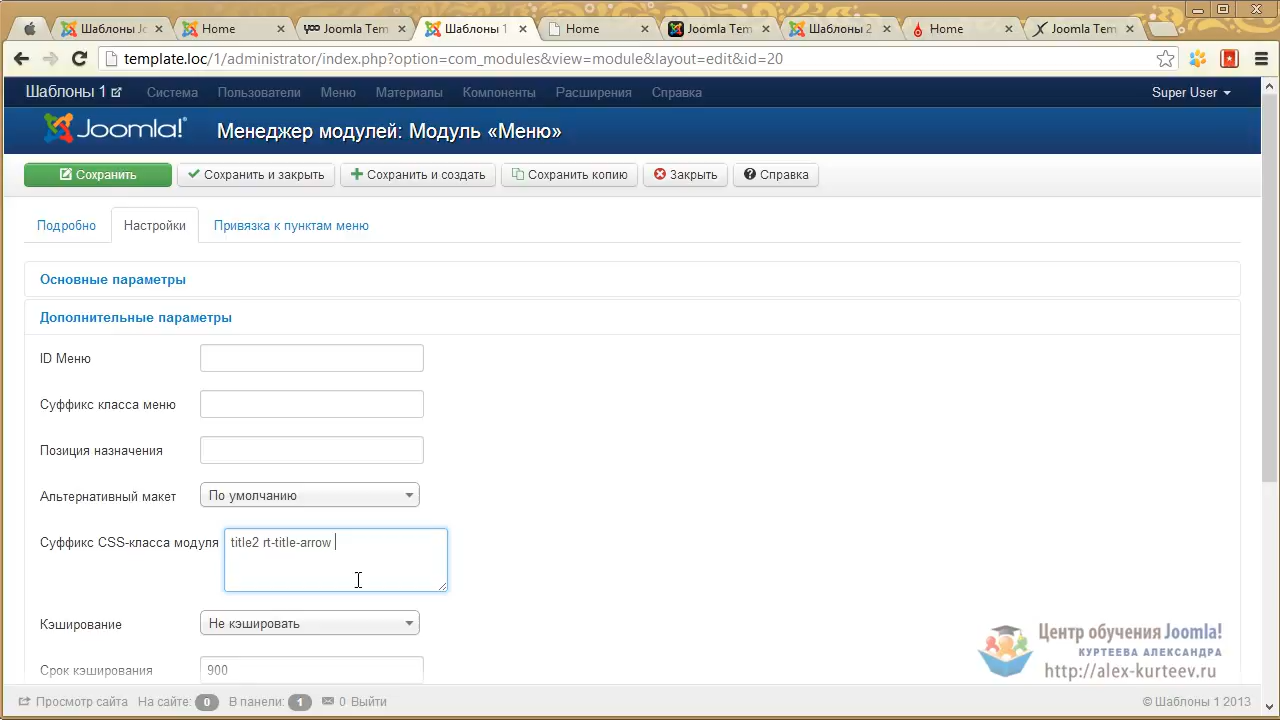 Шаблоны Jo
Home
YOO Joomla Tem
Шаблоны 1
Home
Joomla Tem
Шаблоны 2
Home
Joomla Tem
template.loc/1/administrator/index.php?option=com_modules&view=module&layout=edit&id=20
Шаблоны 1 Система Пользователи Меню Материалы Компоненты Расширения Справка Super User
Joomla! Менеджер модулей: Модуль «Меню»
Сохранить Сохранить и закрыть Сохранить и создать Сохранить копию Закрыть Справка
Подробно Настройки Привязка к пунктам меню
Основные параметры
Дополнительные параметры
ID Меню
Суффикс класса меню
Позиция назначения
Альтернативный макет По умолчанию
Суффикс CSS-класса модуля title2 rt-title-arrow
Кэширование Не кэшировать
Срок кэширования 900
Центр обучения Joomla!
КУРТЕЕВА АЛЕКСАНДРА
http://alex-kurteev.ru
Просмотр сайта На сайте: 0 В панели: 1 0 Выйти © Шаблоны 1 2013